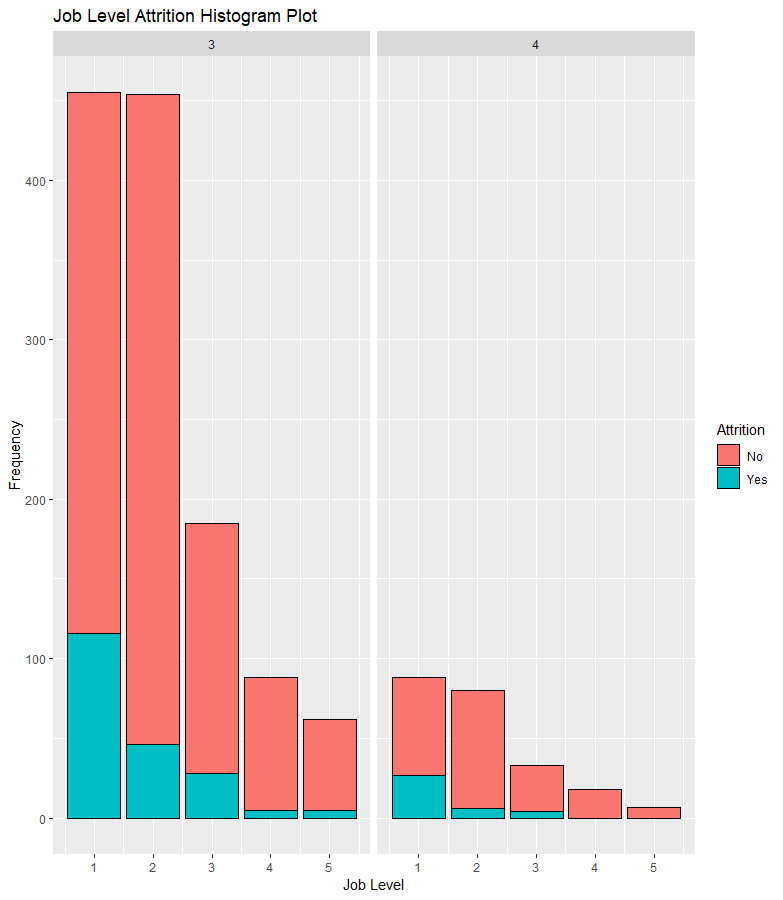 Job Level Attrition Histogram Plot
3
4
400
300
200
100
0
Frequency
1 2 3 4 5
1 2 3 4 5
Job Level
Attrition
No
Yes